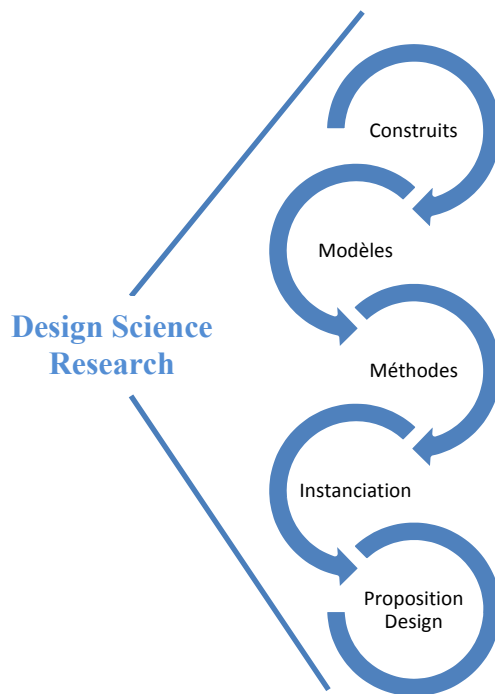 Construits
Modèles
Design Science
Research
Méthodes
Instanciation
Proposition
Design